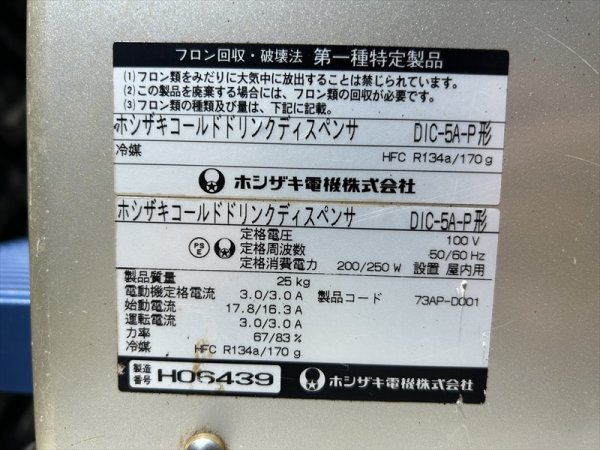 フロン回収・破壊法 第一種特定製品
(1)フロン類をみだりに大気中に放出することは禁じられています。
(2)この製品を廃棄する場合には、フロン類の回収が必要です。
(3)フロン類の種類及び量は、下記に記載。
ホシザキコールドドリンクディスペンサ DIC-5A-P形
冷媒 HFC R134a/170g
ホシザキ電機株式会社
ホシザキコールドドリンクディスペンサ DIC-5A-P形
定格電圧 100V
PSE 定格周波数 50/60Hz
定格消費電力 200/250W 設置 屋内用
製品質量 25kg
電動機定格電流 3.0/3.0A 製品コード 73AP-D001
始動電流 17.8/16.3A
運転電流 3.0/3.0A
力率 67/83%
冷媒 HFC R134a/170g
製造番号 H06439 ホシザキ電機株式会社